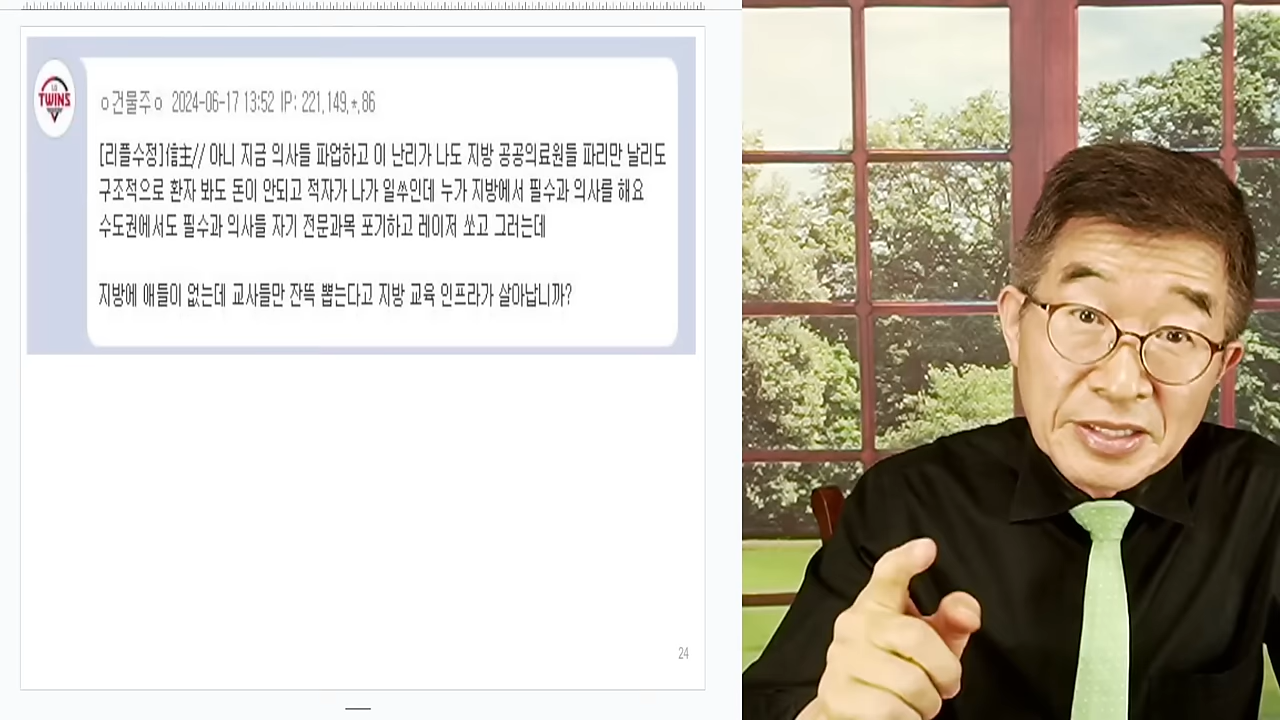 TWINS
ㅇ건물주ㅇ 2024-06-17 13:52 IP: 221.149.*.86
[리플수정]信主// 아니 지금 의사들 파업하고 이 난리가 나도 지방 공공의료원들 파리만 날리도
구조적으로 환자 봐도 돈이 안되고 적자가 나가 일쑤인데 누가 지방에서 필수과 의사를 해요
수도권에서도 필수과 의사들 자기 전문과목 포기하고 레이저 쏘고 그러는데
지방에 애들이 없는데 교사들만 잔뜩 뽑는다고 지방 교육 인프라가 살아납니까?
24